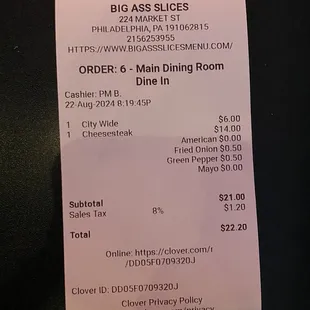 BIG ASS SLICES
224 MARKET ST
PHILADELPHIA, PA 191062815
2156253955
HTTPS://WWW.BIGASSSLICESMENU.COM/
ORDER: 6 - Main Dining Room
Dine In
Cashier: PM B.
22-Aug-2024 8:19:45P
1 City Wide $6.00
1 Cheesesteak $14.00
American $0.00
Fried Onion $0.50
Green Pepper $0.50
Mayo $0.00
Subtotal $21.00
Sales Tax 8% $1.20
Total $22.20
Online: https://clover.com/r
/DD05F0709320J
Clover ID: DD05F0709320J
Clover Privacy Policy